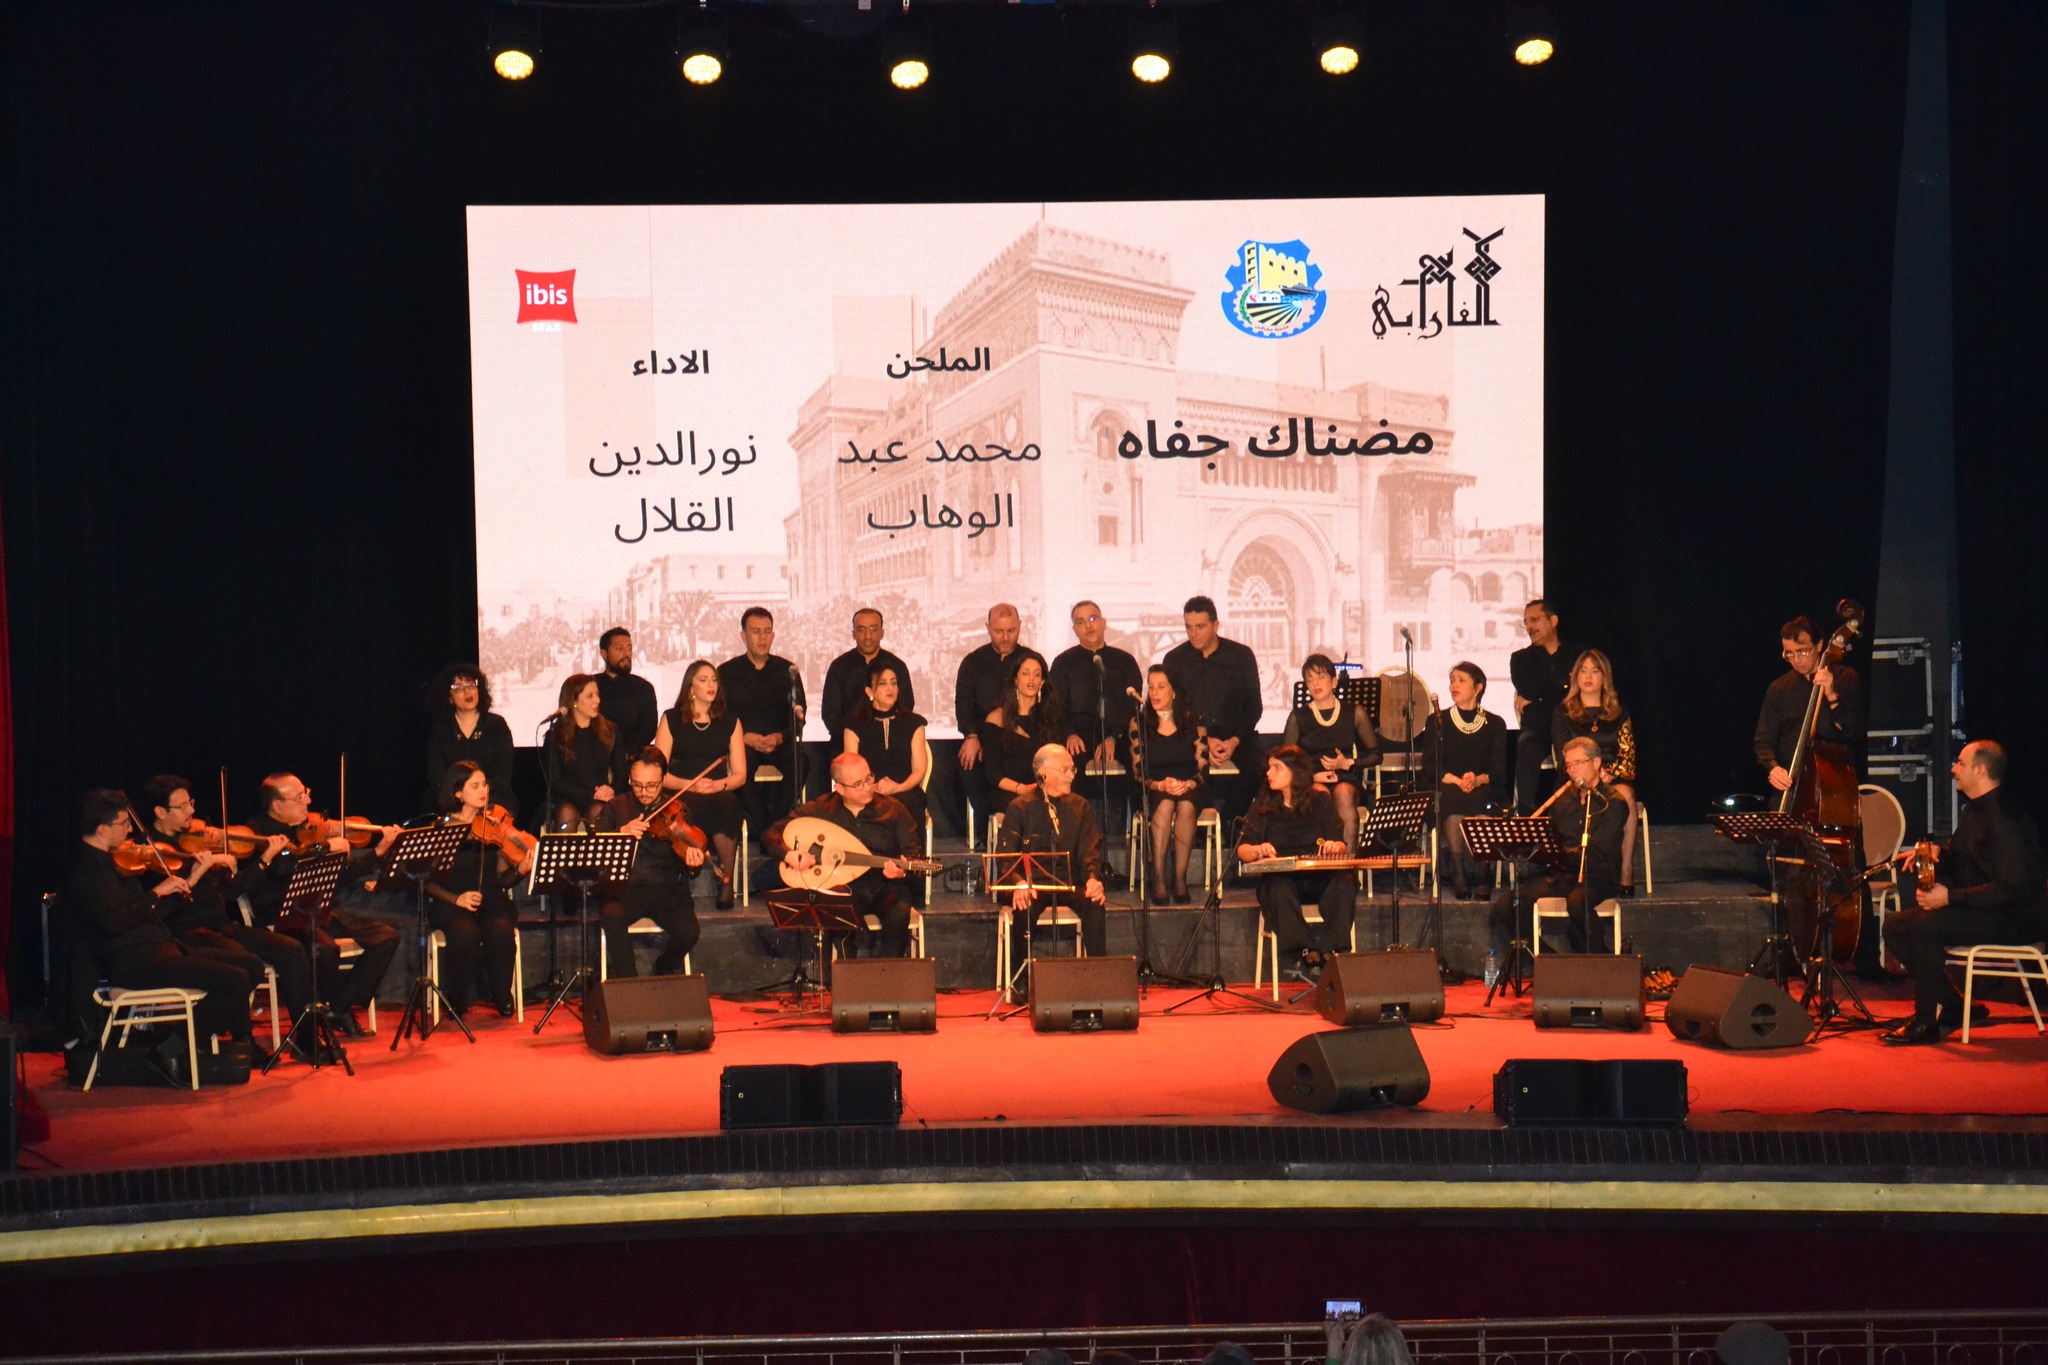 ibis
SFAX
الفارابي
الملحن
الاداء
مضناك جفاه
محمد عبد
الوهاب
نورالدين
القلال